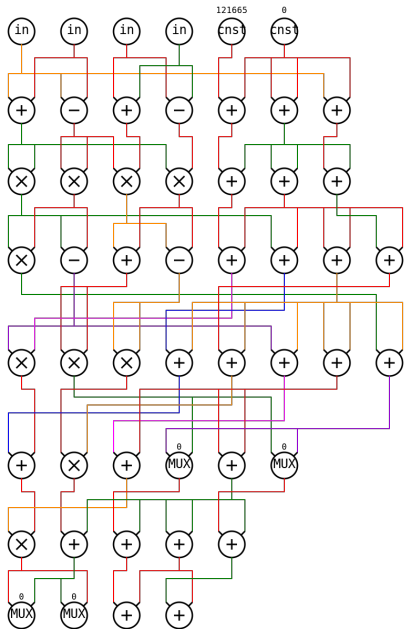 121665 0
in in in in cnst cnst
+ − + − + + +
× × × × + + +
× − + − + + + +
× × × + + + + +
0 0
+ × + MUX + MUX
× + + + +
0 0
MUX MUX + +